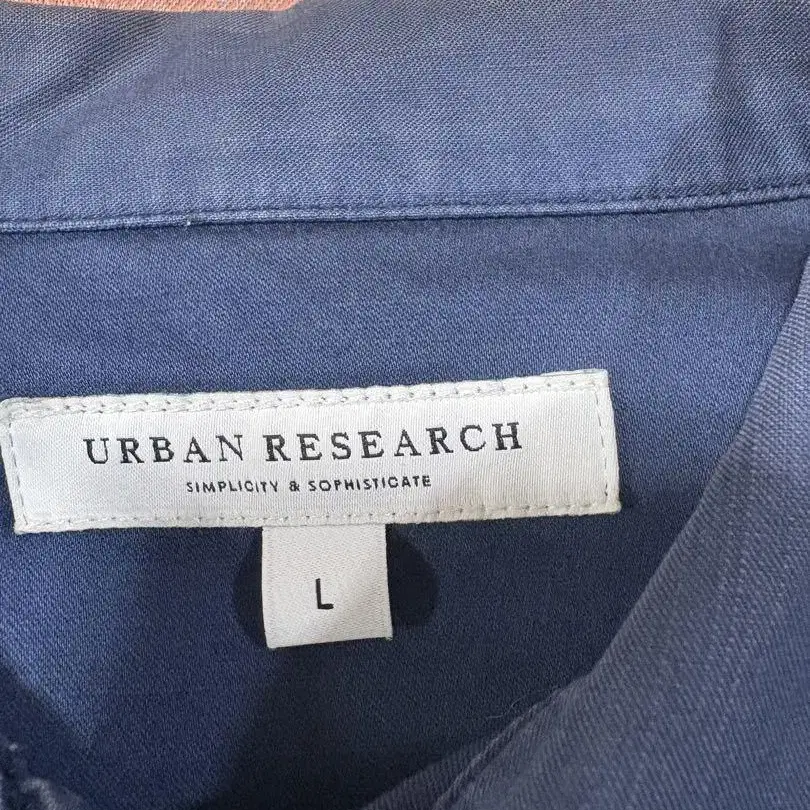 URBAN RESEARCH
SIMPLICITY & SOPHISTICATE
L